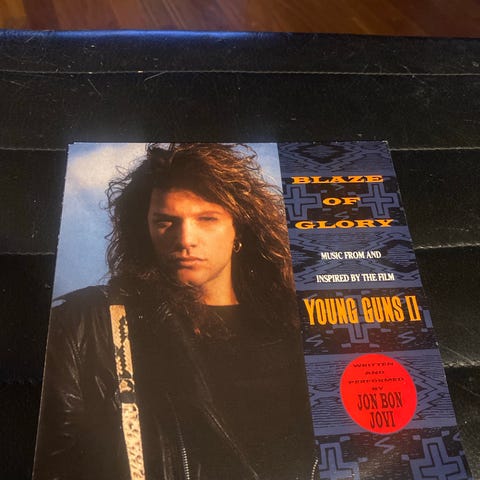 BLAZE
OF
GLORY
MUSIC FROM AND
INSPIRED BY THE FILM
YOUNG GUNS II
WRITTEN
AND
PERFORMED
BY
JON BON
JOVI